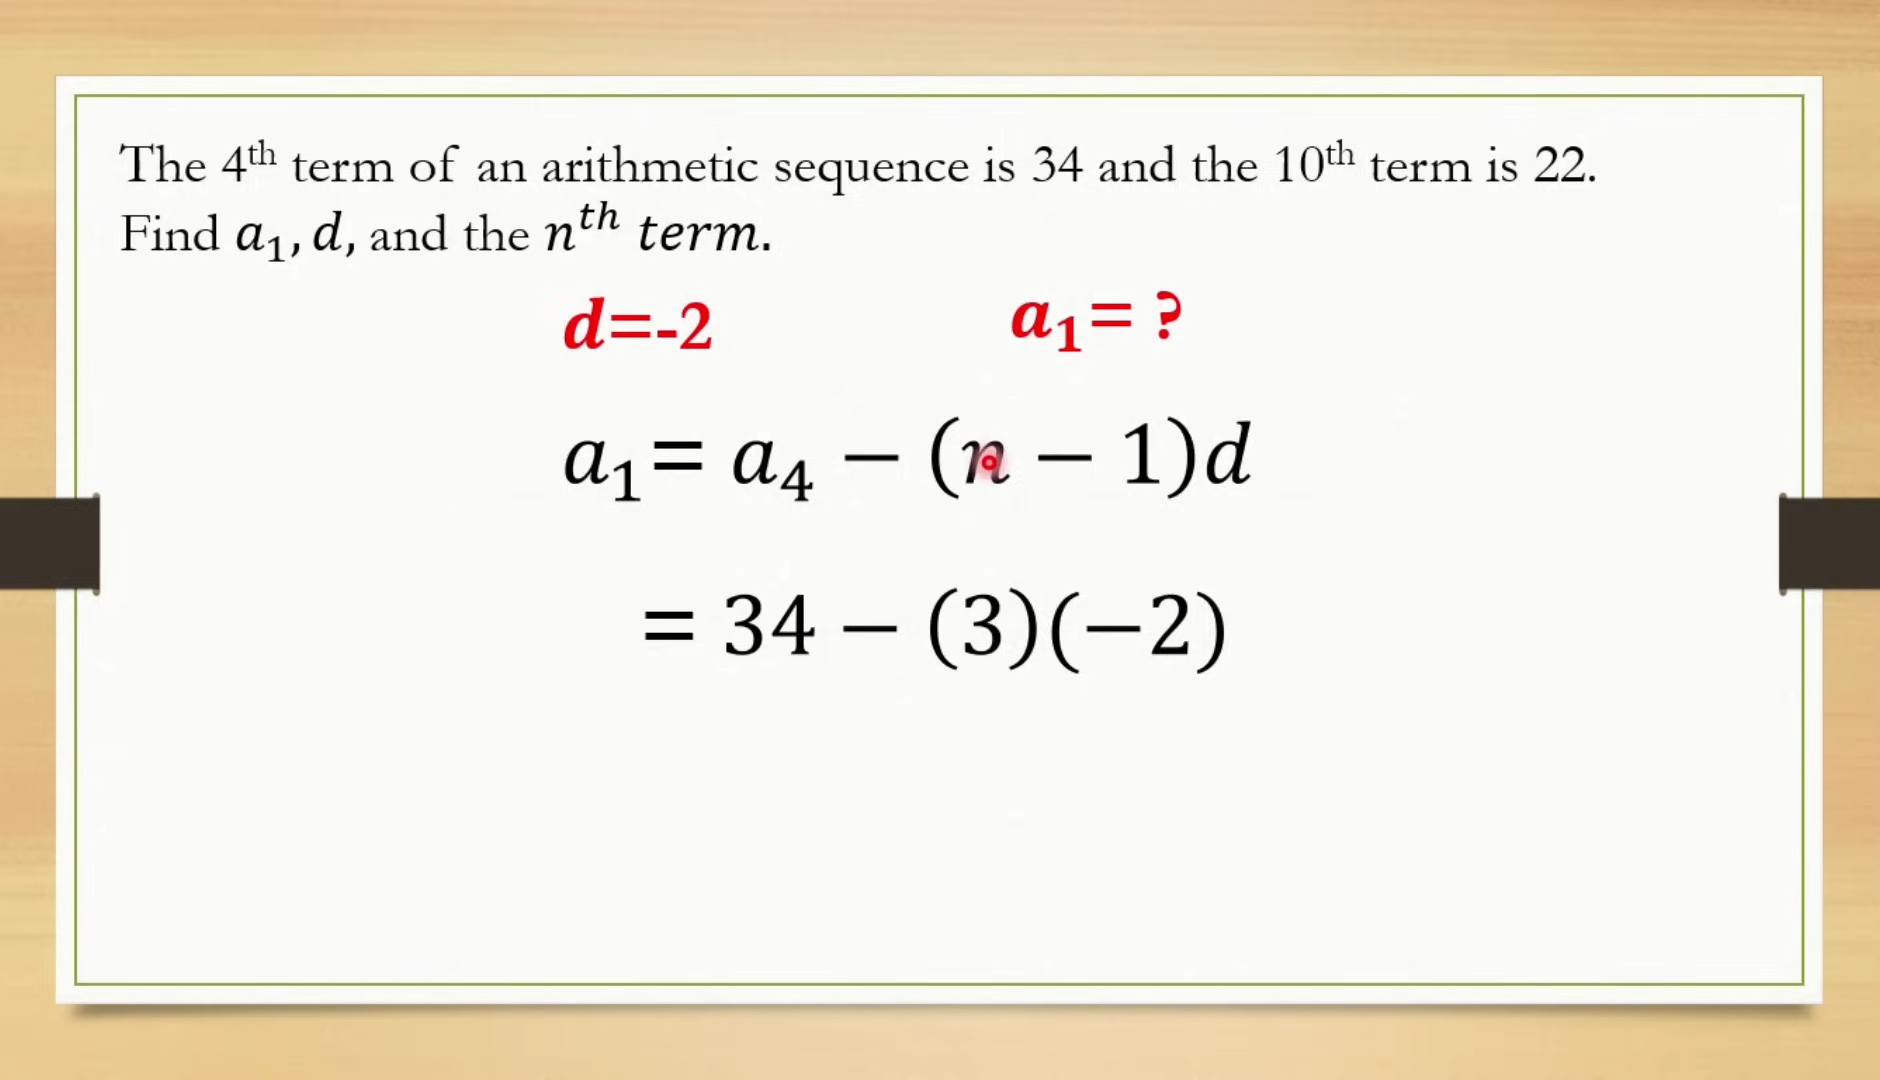 The 4th term of an arithmetic sequence is 34 and the 10th term is 22.
Find a₁, d, and the nᵗʰ term.
d=-2 a₁= ?
a₁= a₄ − (n − 1)d
= 34 − (3)(−2)